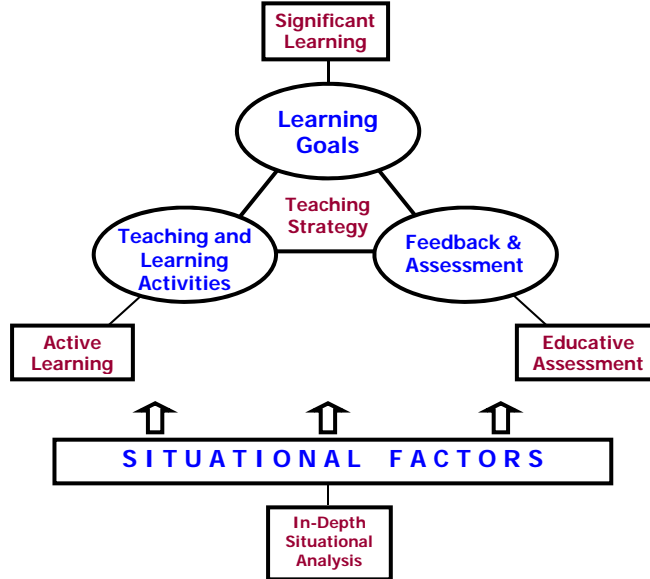 Significant
Learning
Learning
Goals
Teaching
Strategy
Teaching and
Learning
Activities
Feedback &
Assessment
Active
Learning
Educative
Assessment
SITUATIONAL FACTORS
In-Depth
Situational
Analysis